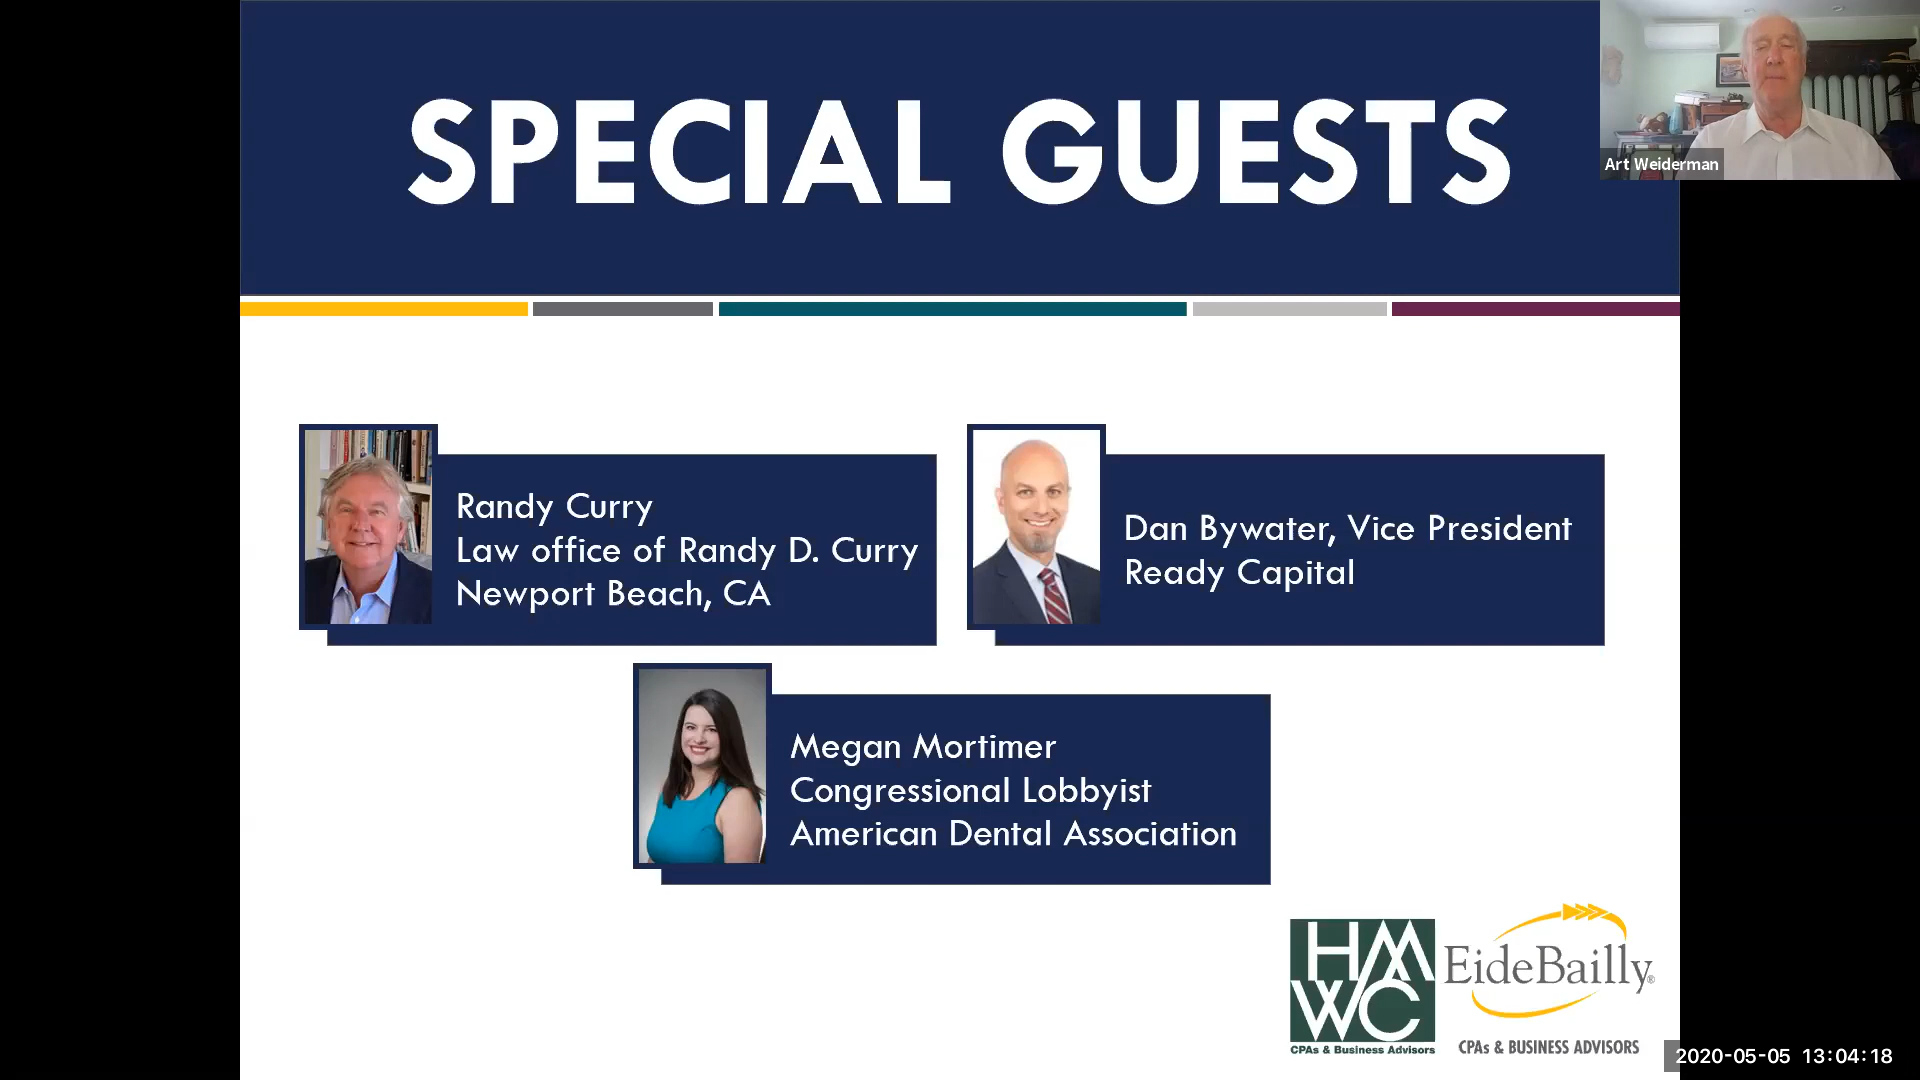 SPECIAL GUESTS
Art Weiderman
Randy Curry
Law office of Randy D. Curry
Newport Beach, CA
Dan Bywater, Vice President
Ready Capital
Megan Mortimer
Congressional Lobbyist
American Dental Association
HM
WC
CPAs & Business Advisors
EideBailly®
CPAs & BUSINESS ADVISORS
2020-05-05 13:04:18